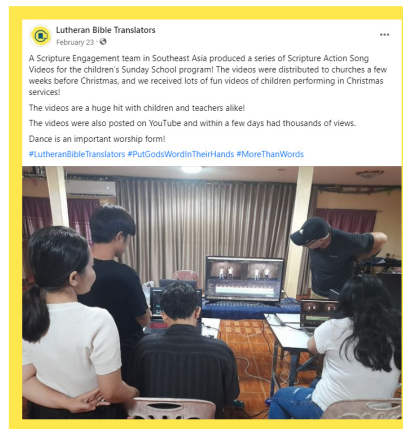 Lutheran Bible Translators
February 23 ·
A Scripture Engagement team in Southeast Asia produced a series of Scripture Action Song
Videos for the children's Sunday School program! The videos were distributed to churches a few
weeks before Christmas, and we received lots of fun videos of children performing in Christmas
services!
The videos are a huge hit with children and teachers alike!
The videos were also posted on YouTube and within a few days had thousands of views.
Dance is an important worship form!
#LutheranBibleTranslators #PutGodsWordInTheirHands #MoreThanWords